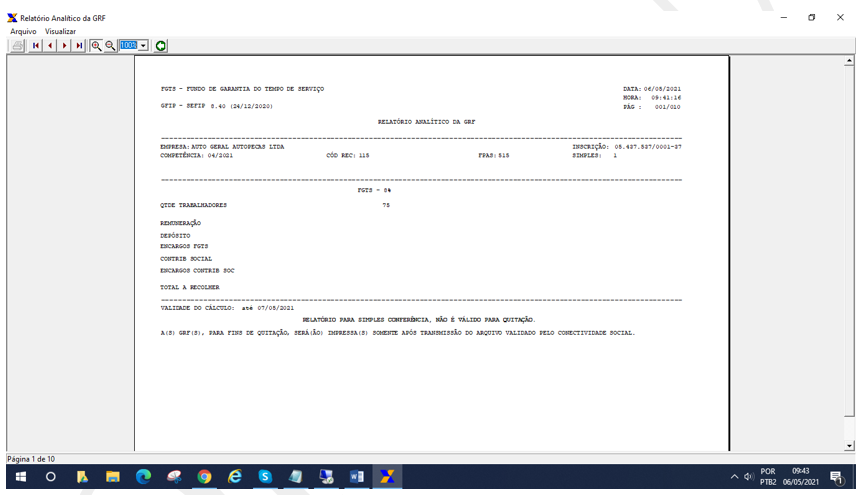 Relatório Analítico da GRF
Arquivo Visualizar
100%
FGTS - FUNDO DE GARANTIA DO TEMPO DE SERVIÇO DATA: 06/05/2021
HORA: 09:41:16
GFIP - SEFIP 8.40 (24/12/2020) PÁG : 001/010
RELATÓRIO ANALÍTICO DA GRF
EMPRESA: AUTO GERAL AUTOPECAS LTDA INSCRIÇÃO: 05.437.537/0001-37
COMPETÊNCIA: 04/2021 CÓD REC: 115 FPAS: 515 SIMPLES: 1
FGTS - 8%
QTDE TRABALHADORES 75
REMUNERAÇÃO
DEPÓSITO
ENCARGOS FGTS
CONTRIB SOCIAL
ENCARGOS CONTRIB SOC
TOTAL A RECOLHER
VALIDADE DO CÁLCULO: até 07/05/2021
RELATÓRIO PARA SIMPLES CONFERÊNCIA, NÃO É VÁLIDO PARA QUITAÇÃO.
A(S) GRF(S), PARA FINS DE QUITAÇÃO, SERÁ(ÃO) IMPRESSA(S) SOMENTE APÓS TRANSMISSÃO DO ARQUIVO VALIDADO PELO CONECTIVIDADE SOCIAL.
Página 1 de 10
POR 09:43
PTB2 06/05/2021